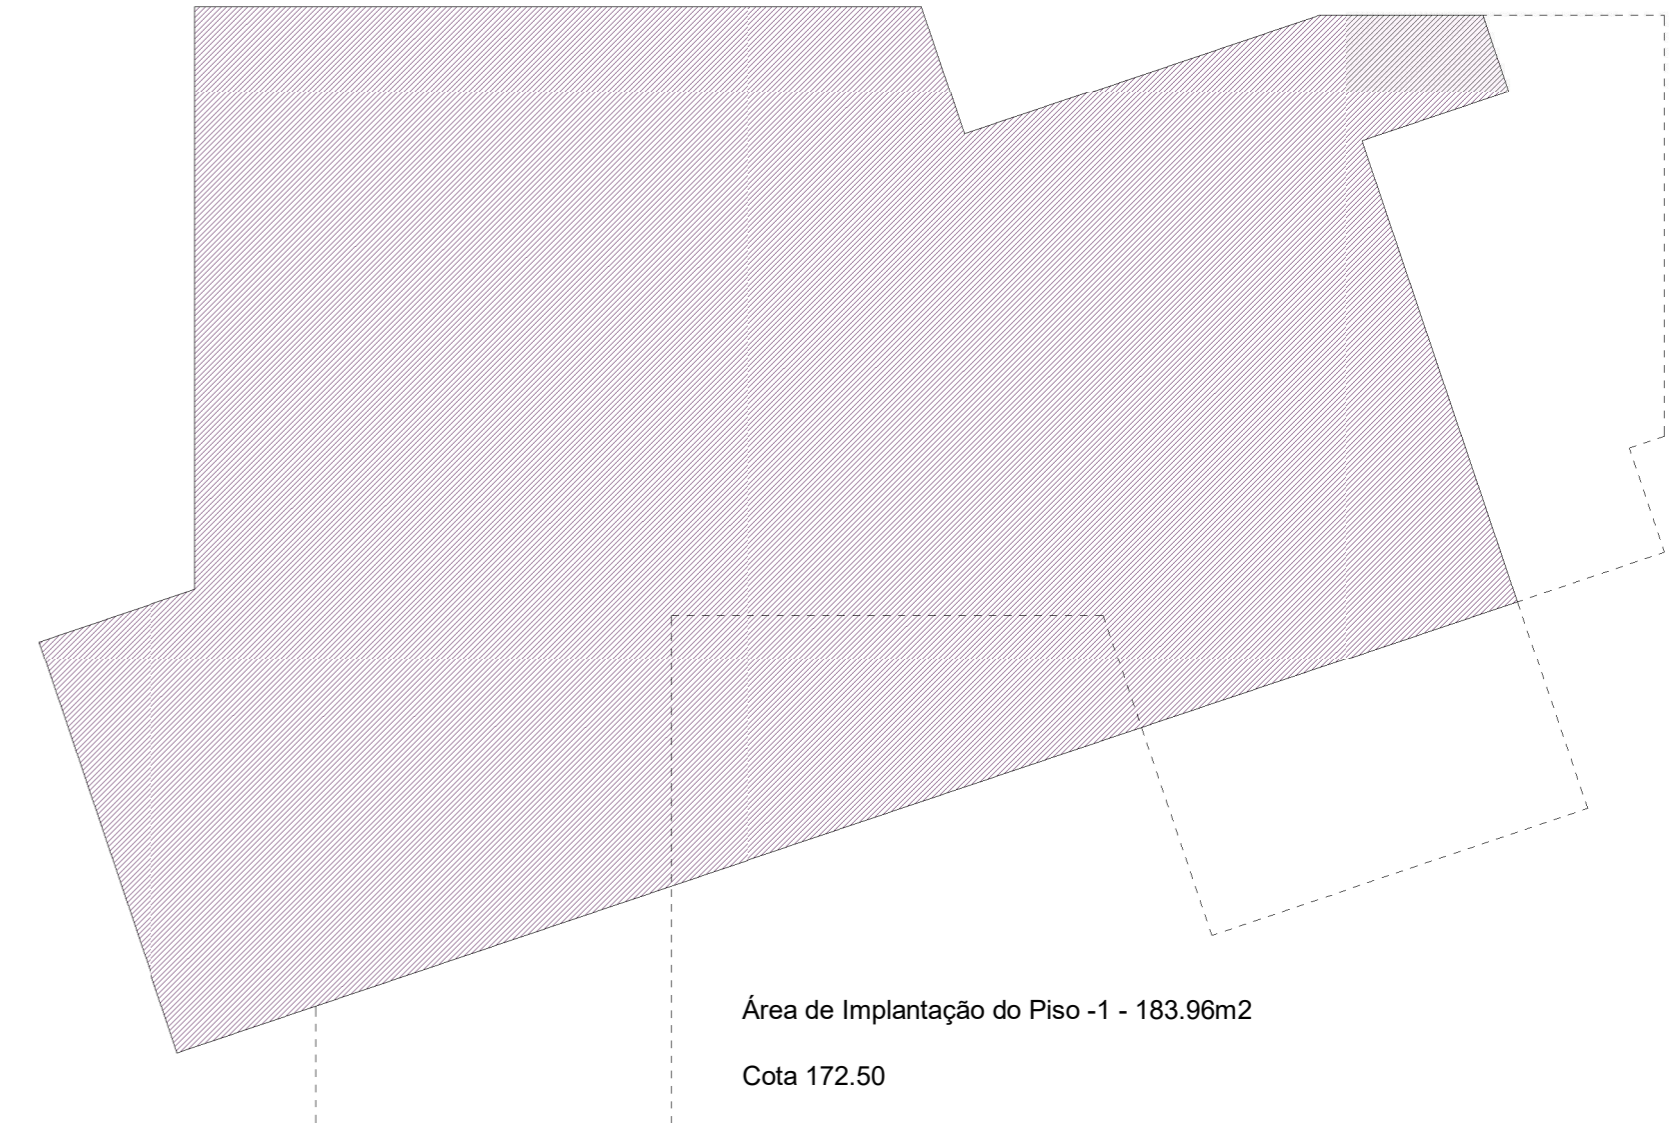 Área de Implantação do Piso -1 - 183.96m2
Cota 172.50